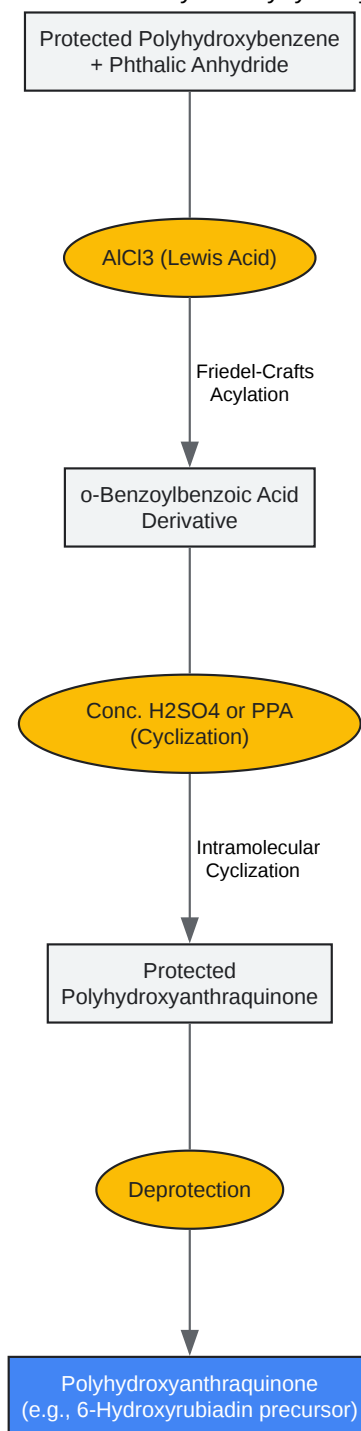 Protected Polyhydroxybenzene
+ Phthalic Anhydride
AlCl3 (Lewis Acid)
Friedel-Crafts
Acylation
o-Benzoylbenzoic Acid
Derivative
Conc. H2SO4 or PPA
(Cyclization)
Intramolecular
Cyclization
Protected
Polyhydroxyanthraquinone
Deprotection
Polyhydroxyanthraquinone
(e.g., 6-Hydroxyrubiadin precursor)